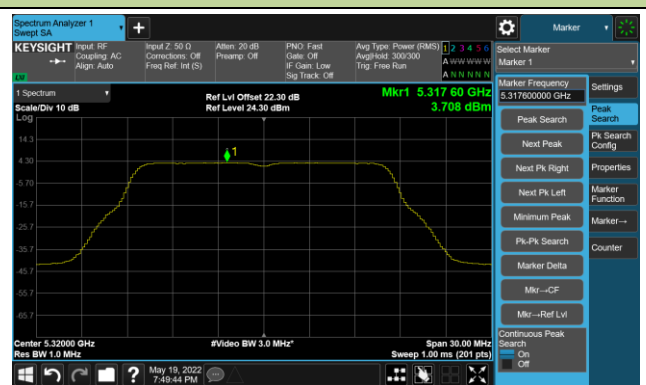 Spectrum Analyzer 1
Swept SA
Marker
KEYSIGHT
Input: RF
Coupling: AC
Align: Auto
Input Z: 50 Ω
Corrections: Off
Freq Ref: Int (S)
Atten: 20 dB
Preamp: Off
PNO: Fast
Gate: Off
IF Gain: Low
Sig Track: Off
Avg Type: Power (RMS)
Avg|Hold: 300/300
Trig: Free Run
1 2 3 4 5 6
A W W W W W
A N N N N N
LXI
Select Marker
Marker 1
1 Spectrum
Scale/Div 10 dB
Log
Ref Lvl Offset 22.30 dB
Ref Level 24.30 dBm
Mkr1 5.317 60 GHz
3.708 dBm
14.3
4.30
-5.70
-15.7
-25.7
-35.7
-45.7
-55.7
-65.7
1
Center 5.32000 GHz
Res BW 1.0 MHz
#Video BW 3.0 MHz*
Span 30.00 MHz
Sweep 1.00 ms (201 pts)
Marker Frequency
5.317600000 GHz
Peak Search
Next Peak
Next Pk Right
Next Pk Left
Minimum Peak
Pk-Pk Search
Marker Delta
Mkr→CF
Mkr→Ref Lvl
Continuous Peak
Search
On
Off
Settings
Peak
Search
Pk Search
Config
Properties
Marker
Function
Marker→
Counter
?
May 19, 2022
7:49:44 PM